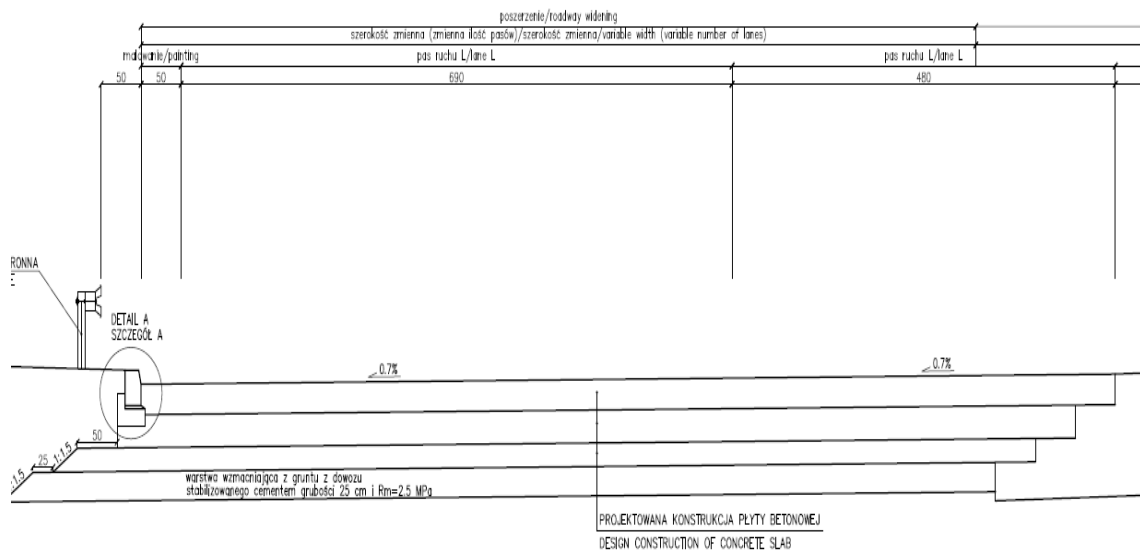 poszerzenie/roadway widening
szerokość zmienna (zmienna ilość pasów)/szerokość zmienna/variable width (variable number of lanes)
malowanie/painting
pas ruchu L/lane L
pas ruchu L/lane L
50
50
690
480
RONNA
E
DETAIL A
SZCZEGÓŁ A
0.7%
0.7%
50
1:1.5
25
1:1.5
warstwa wzmacniająca z gruntu z dowozu
stabilizowanego cementem grubości 25 cm i Rm=2.5 MPa
PROJEKTOWANA KONSTRUKCJA PŁYTY BETONOWEJ
DESIGN CONSTRUCTION OF CONCRETE SLAB